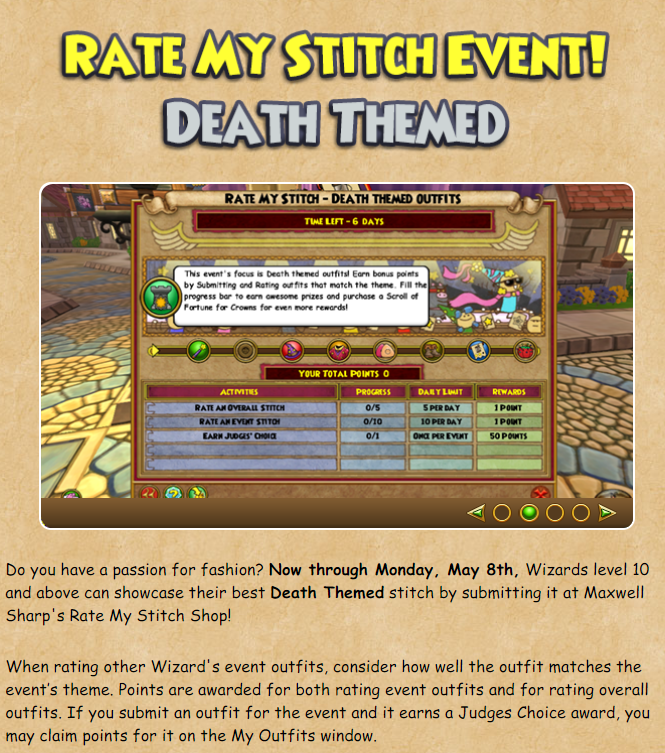 Rate My Stitch Event!
Death Themed
Rate My Stitch - Death Themed Outfits
Time Left - 6 Days
This event's focus is Death themed outfits! Earn bonus points
by Submitting and Rating outfits that match the theme. Fill the
progress bar to earn awesome prizes and purchase a Scroll of
Fortune for Crowns for even more rewards!
Your Total Points 0
Activities Progress Daily Limit Rewards
Rate an Overall Stitch 0/5 5 per day 1 Point
Rate an Event Stitch 0/10 10 per day 1 Point
Earn Judges' Choice 0/1 Once per Event 50 Points
Do you have a passion for fashion? Now through Monday, May 8th, Wizards level 10
and above can showcase their best Death Themed stitch by submitting it at Maxwell
Sharp's Rate My Stitch Shop!
When rating other Wizard's event outfits, consider how well the outfit matches the
event's theme. Points are awarded for both rating event outfits and for rating overall
outfits. If you submit an outfit for the event and it earns a Judges Choice award, you
may claim points for it on the My Outfits window.